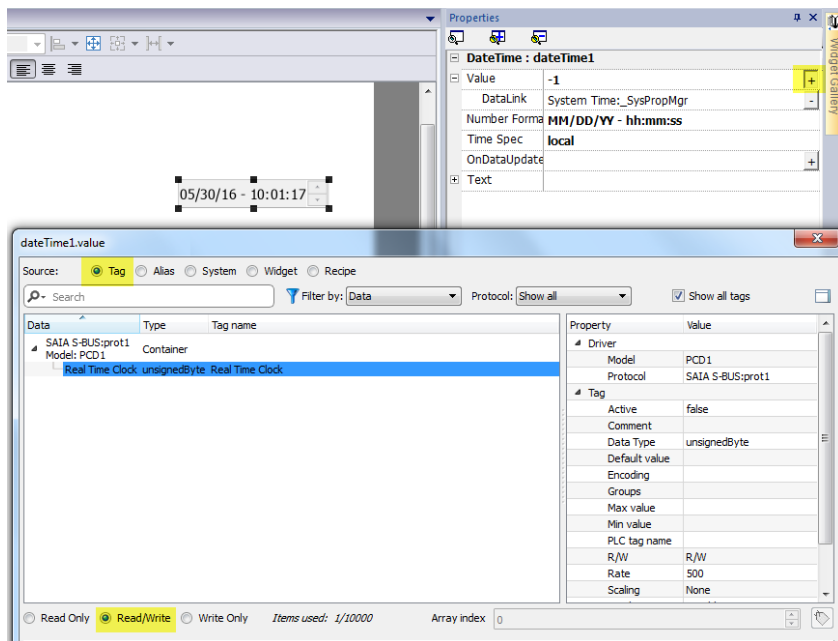 Properties
DateTime : dateTime1
Value -1
DataLink System Time:_SysPropMgr
Number Forma MM/DD/YY - hh:mm:ss
Time Spec local
OnDataUpdate
Text
Widget Gallery
05/30/16 - 10:01:17
dateTime1.value
Source: Tag Alias System Widget Recipe
Search Filter by: Data Protocol: Show all Show all tags
Data Type Tag name
SAIA S-BUS:prot1
Model: PCD1 Container
Real Time Clock unsignedByte Real Time Clock
Property Value
Driver
Model PCD1
Protocol SAIA S-BUS:prot1
Tag
Active false
Comment
Data Type unsignedByte
Default value
Encoding
Groups
Max value
Min value
PLC tag name
R/W R/W
Rate 500
Scaling None
Read Only Read/Write Write Only Items used: 1/10000 Array index 0